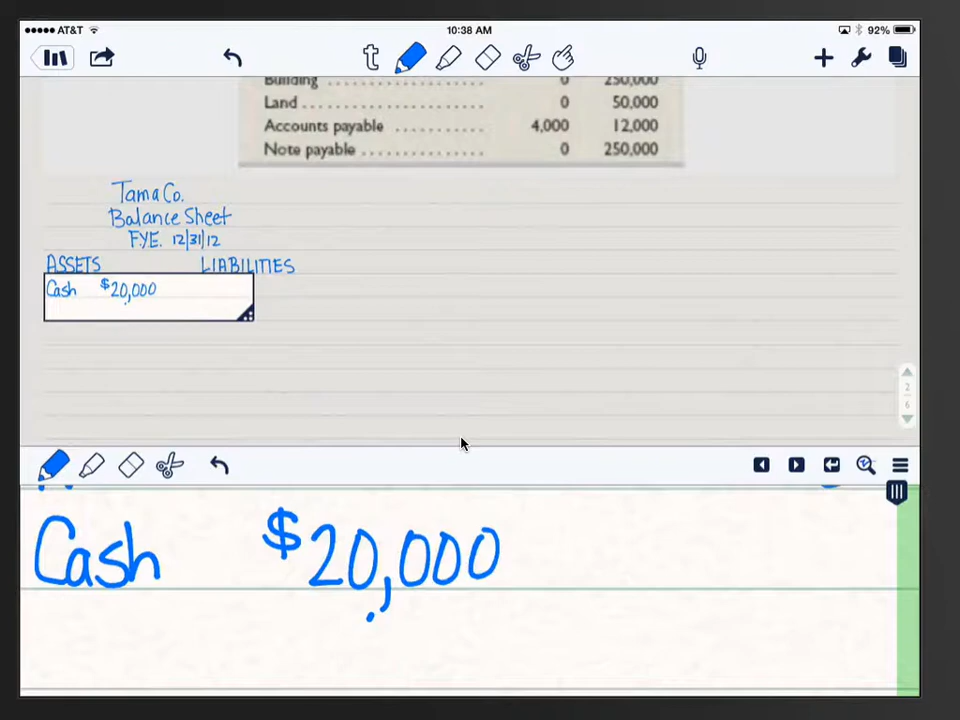 AT&T 10:38 AM 92%
t
Building 0 250,000
Land 0 50,000
Accounts payable 4,000 12,000
Note payable 0 250,000
Tama Co.
Balance Sheet
F.Y.E. 12/31/12
ASSETS LIABILITIES
Cash $20,000
2
6
Cash $20,000